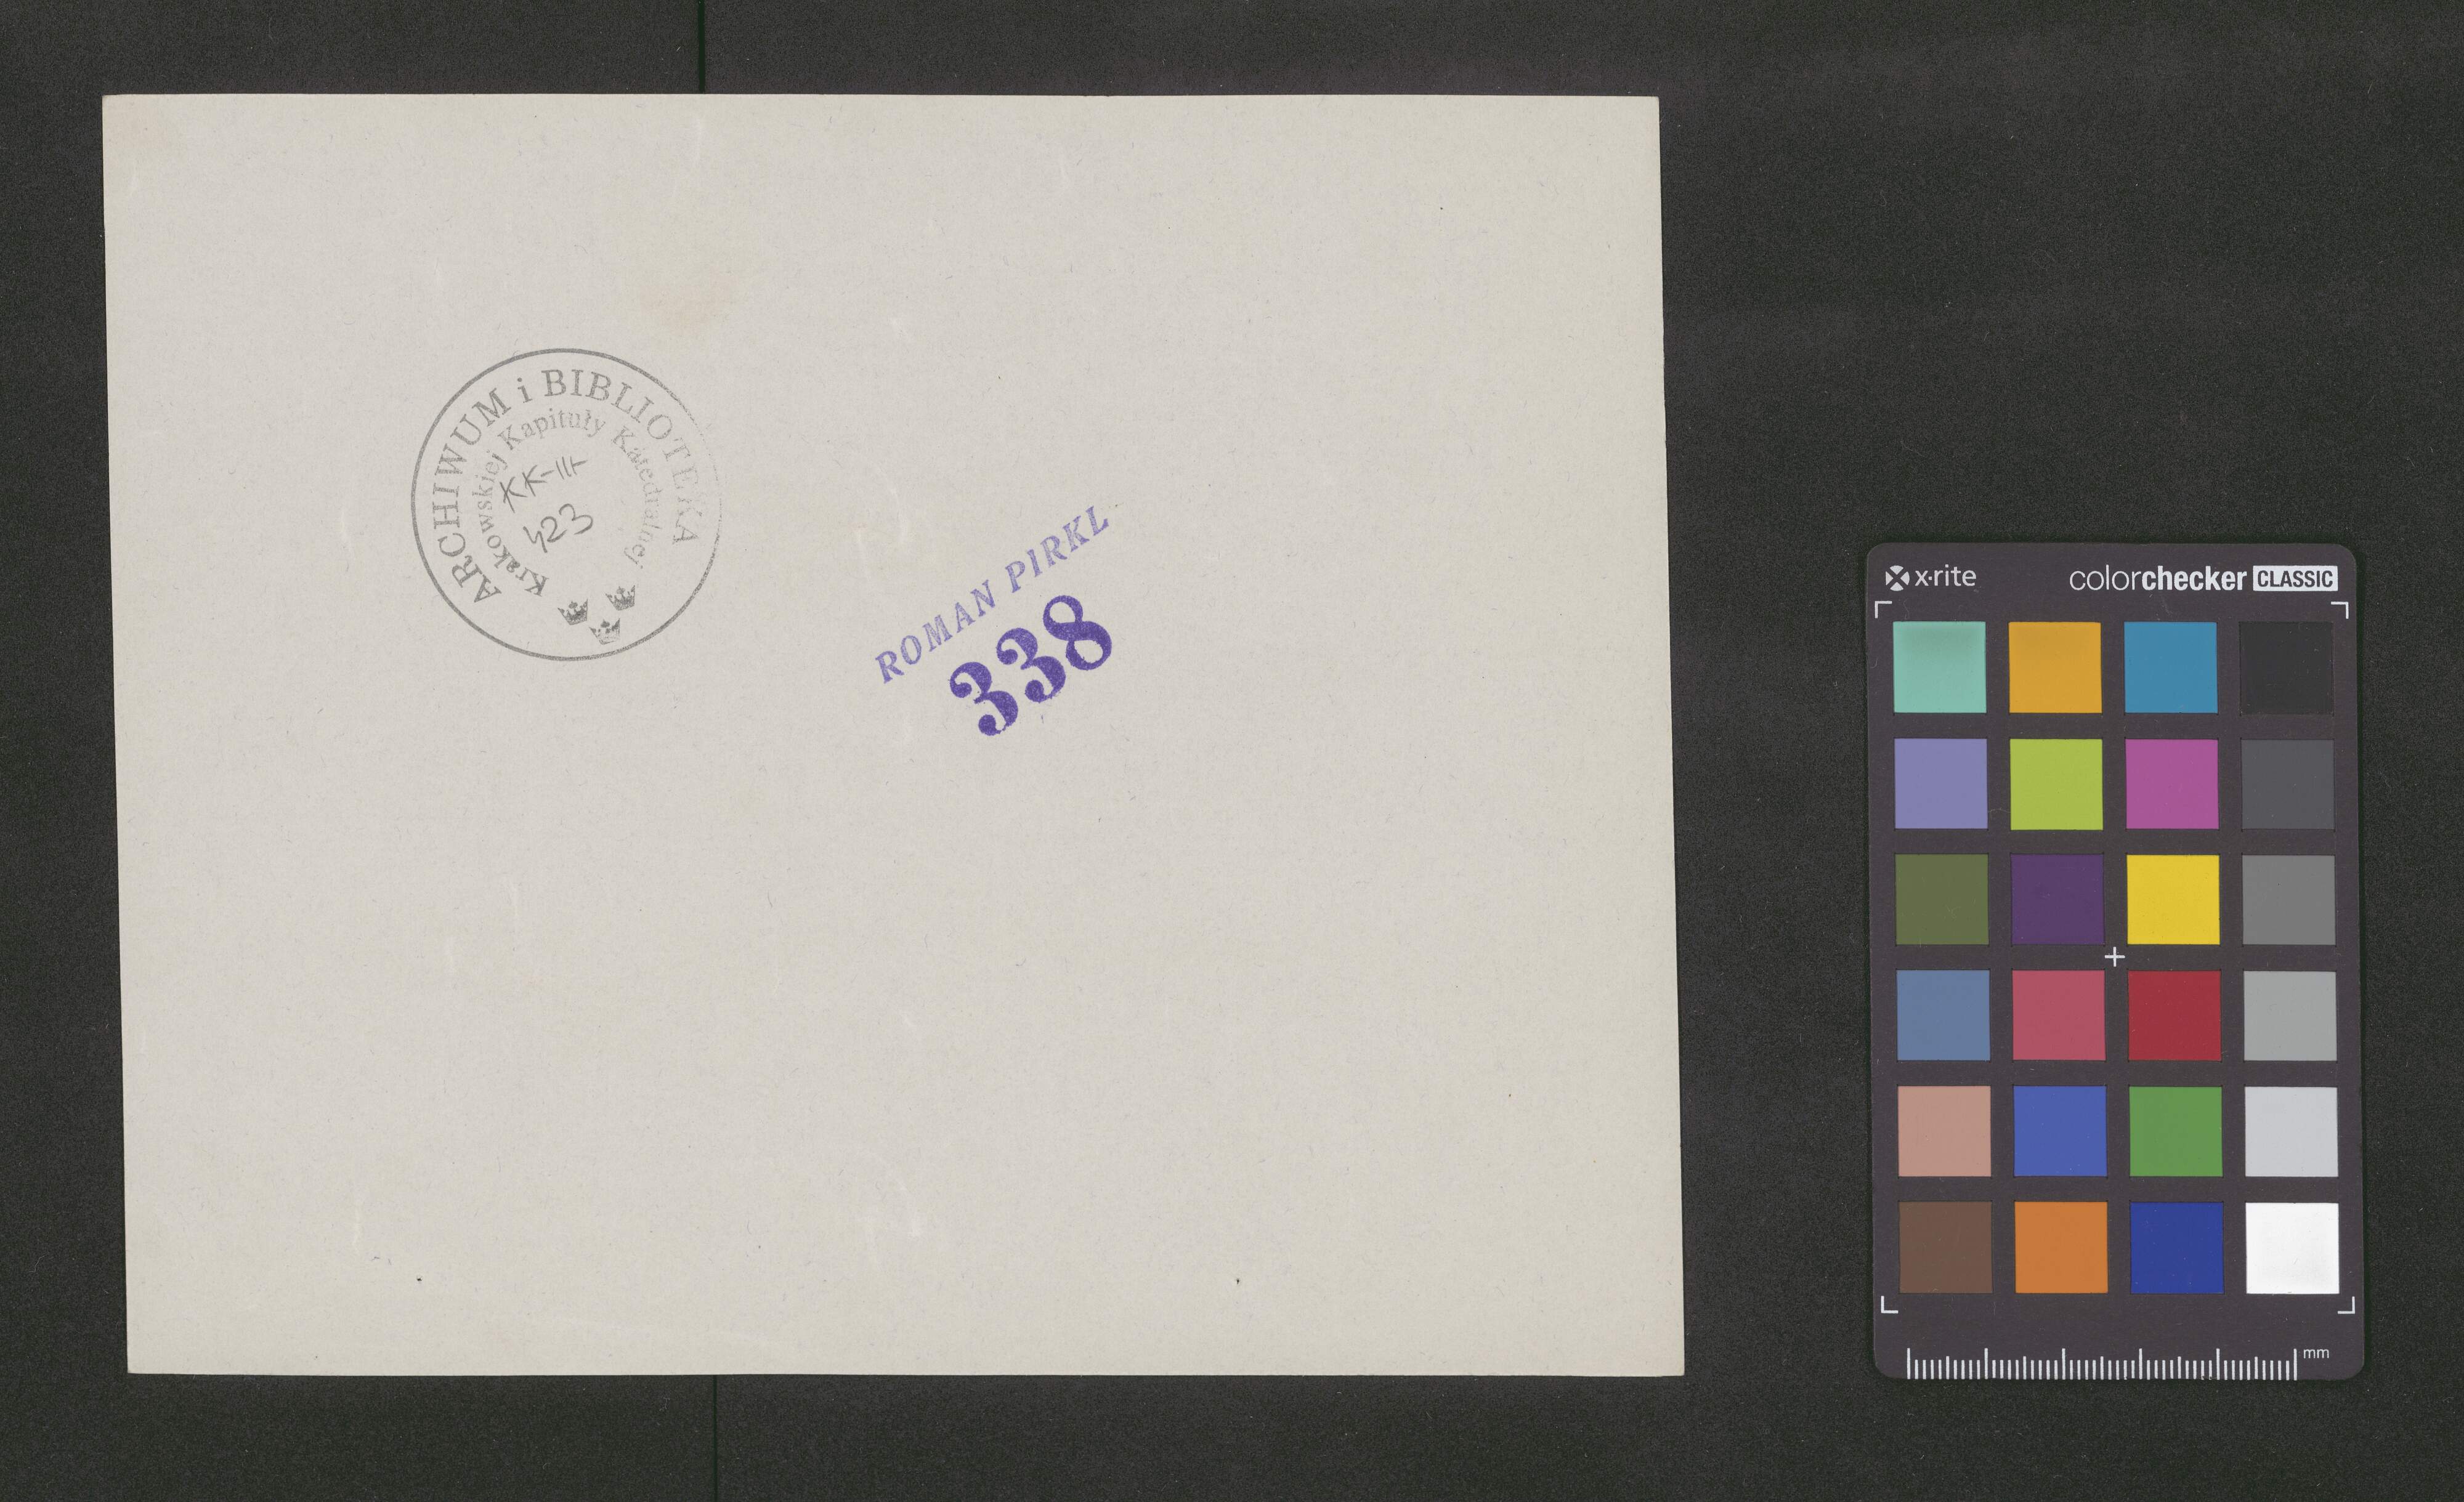 ARCHIWUM i BIBLIOTEKA
Krakowskiej Kapituły Katedralnej
KK-III
423
ROMAN PIRKL
338
x-rite
colorchecker CLASSIC
mm